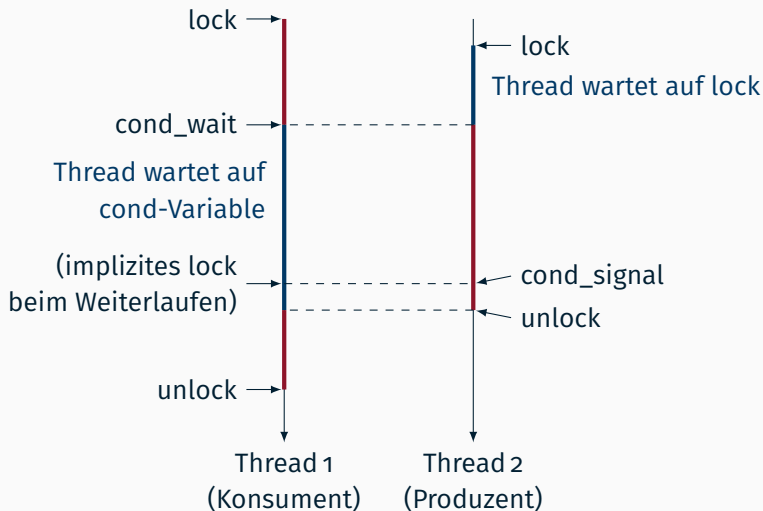 lock
lock
Thread wartet auf lock
cond_wait
Thread wartet auf
cond-Variable
(implizites lock
beim Weiterlaufen)
cond_signal
unlock
unlock
Thread 1
(Konsument)
Thread 2
(Produzent)